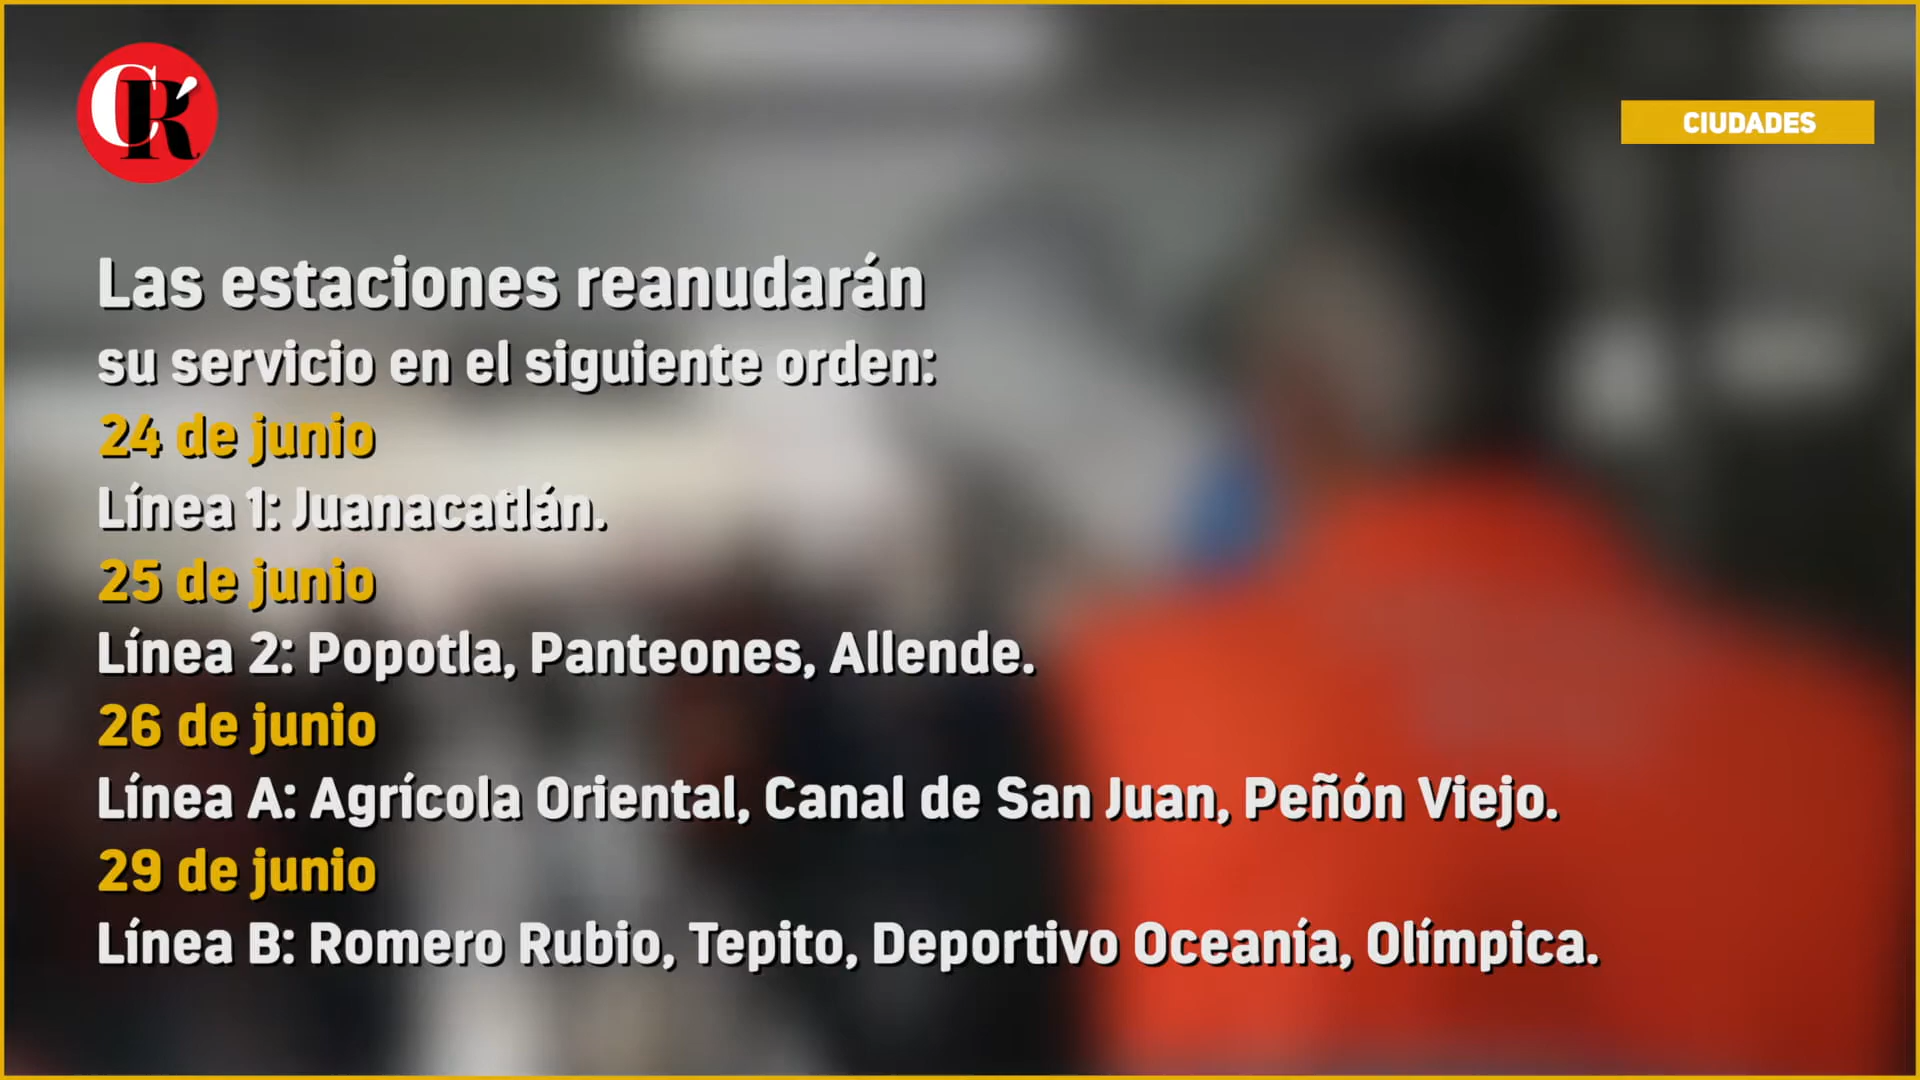 CR
CIUDADES
Las estaciones reanudarán
su servicio en el siguiente orden:
24 de junio
Línea 1: Juanacatlán.
25 de junio
Línea 2: Popotla, Panteones, Allende.
26 de junio
Línea A: Agrícola Oriental, Canal de San Juan, Peñón Viejo.
29 de junio
Línea B: Romero Rubio, Tepito, Deportivo Oceanía, Olímpica.